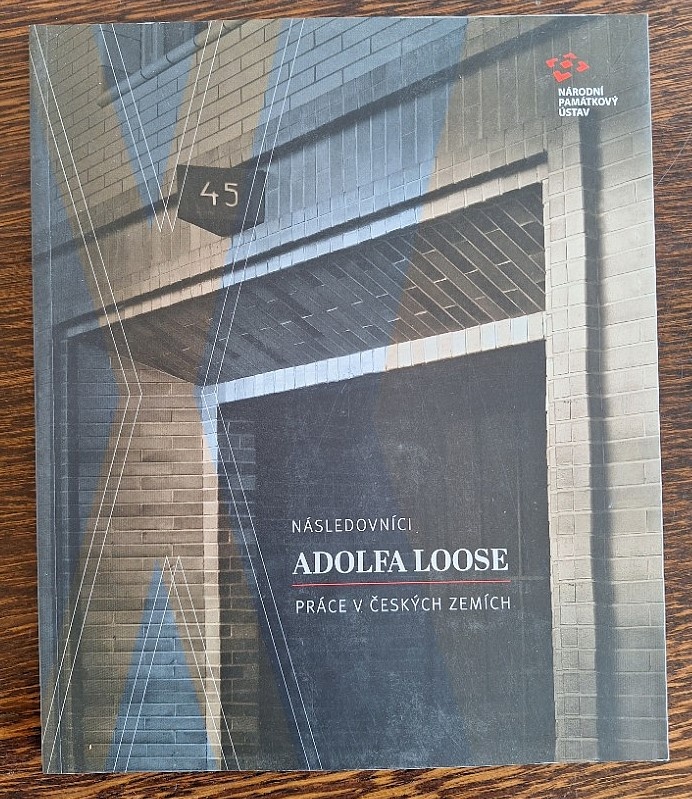 NÁRODNÍ
PAMÁTKOVÝ
ÚSTAV
45
NÁSLEDOVNÍCI
ADOLFA LOOSE
PRÁCE V ČESKÝCH ZEMÍCH